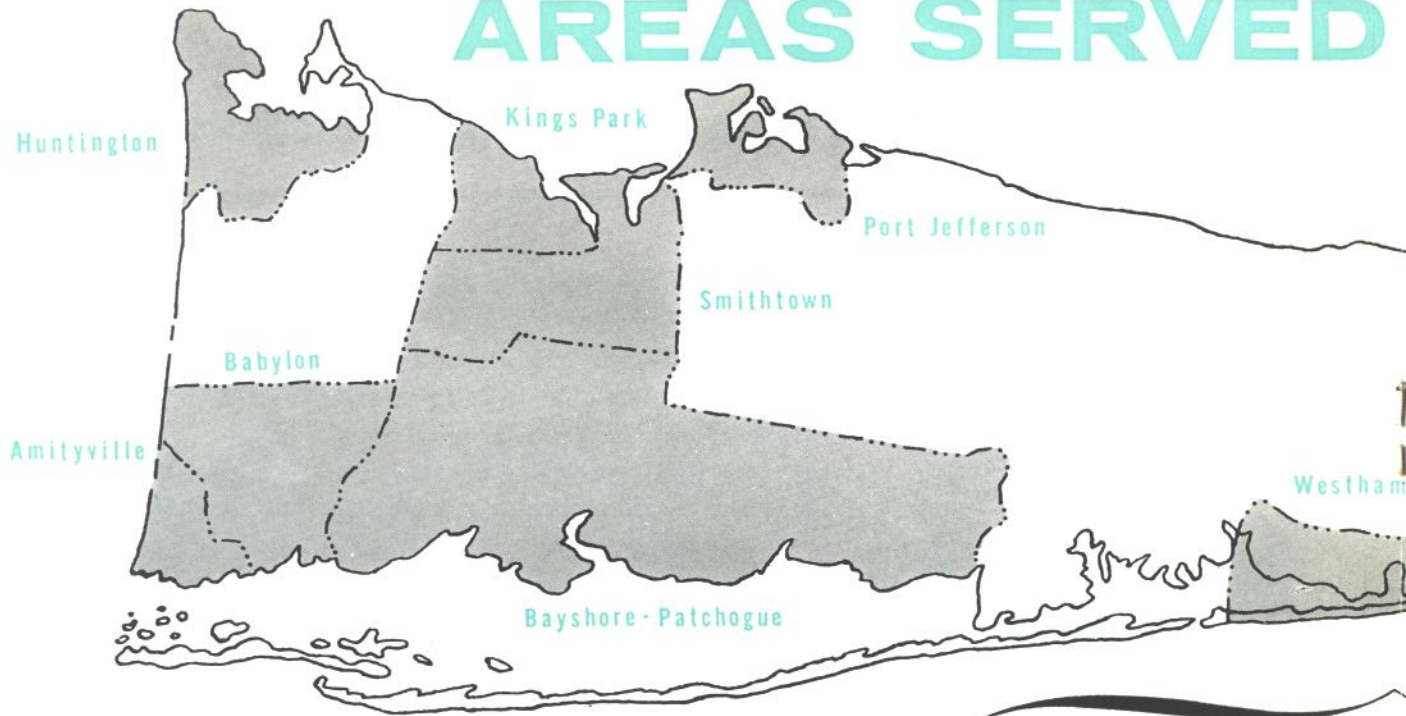 AREAS SERVED
Kings Park
Huntington
Port Jefferson
Smithtown
Babylon
Amityville
Bayshore - Patchogue